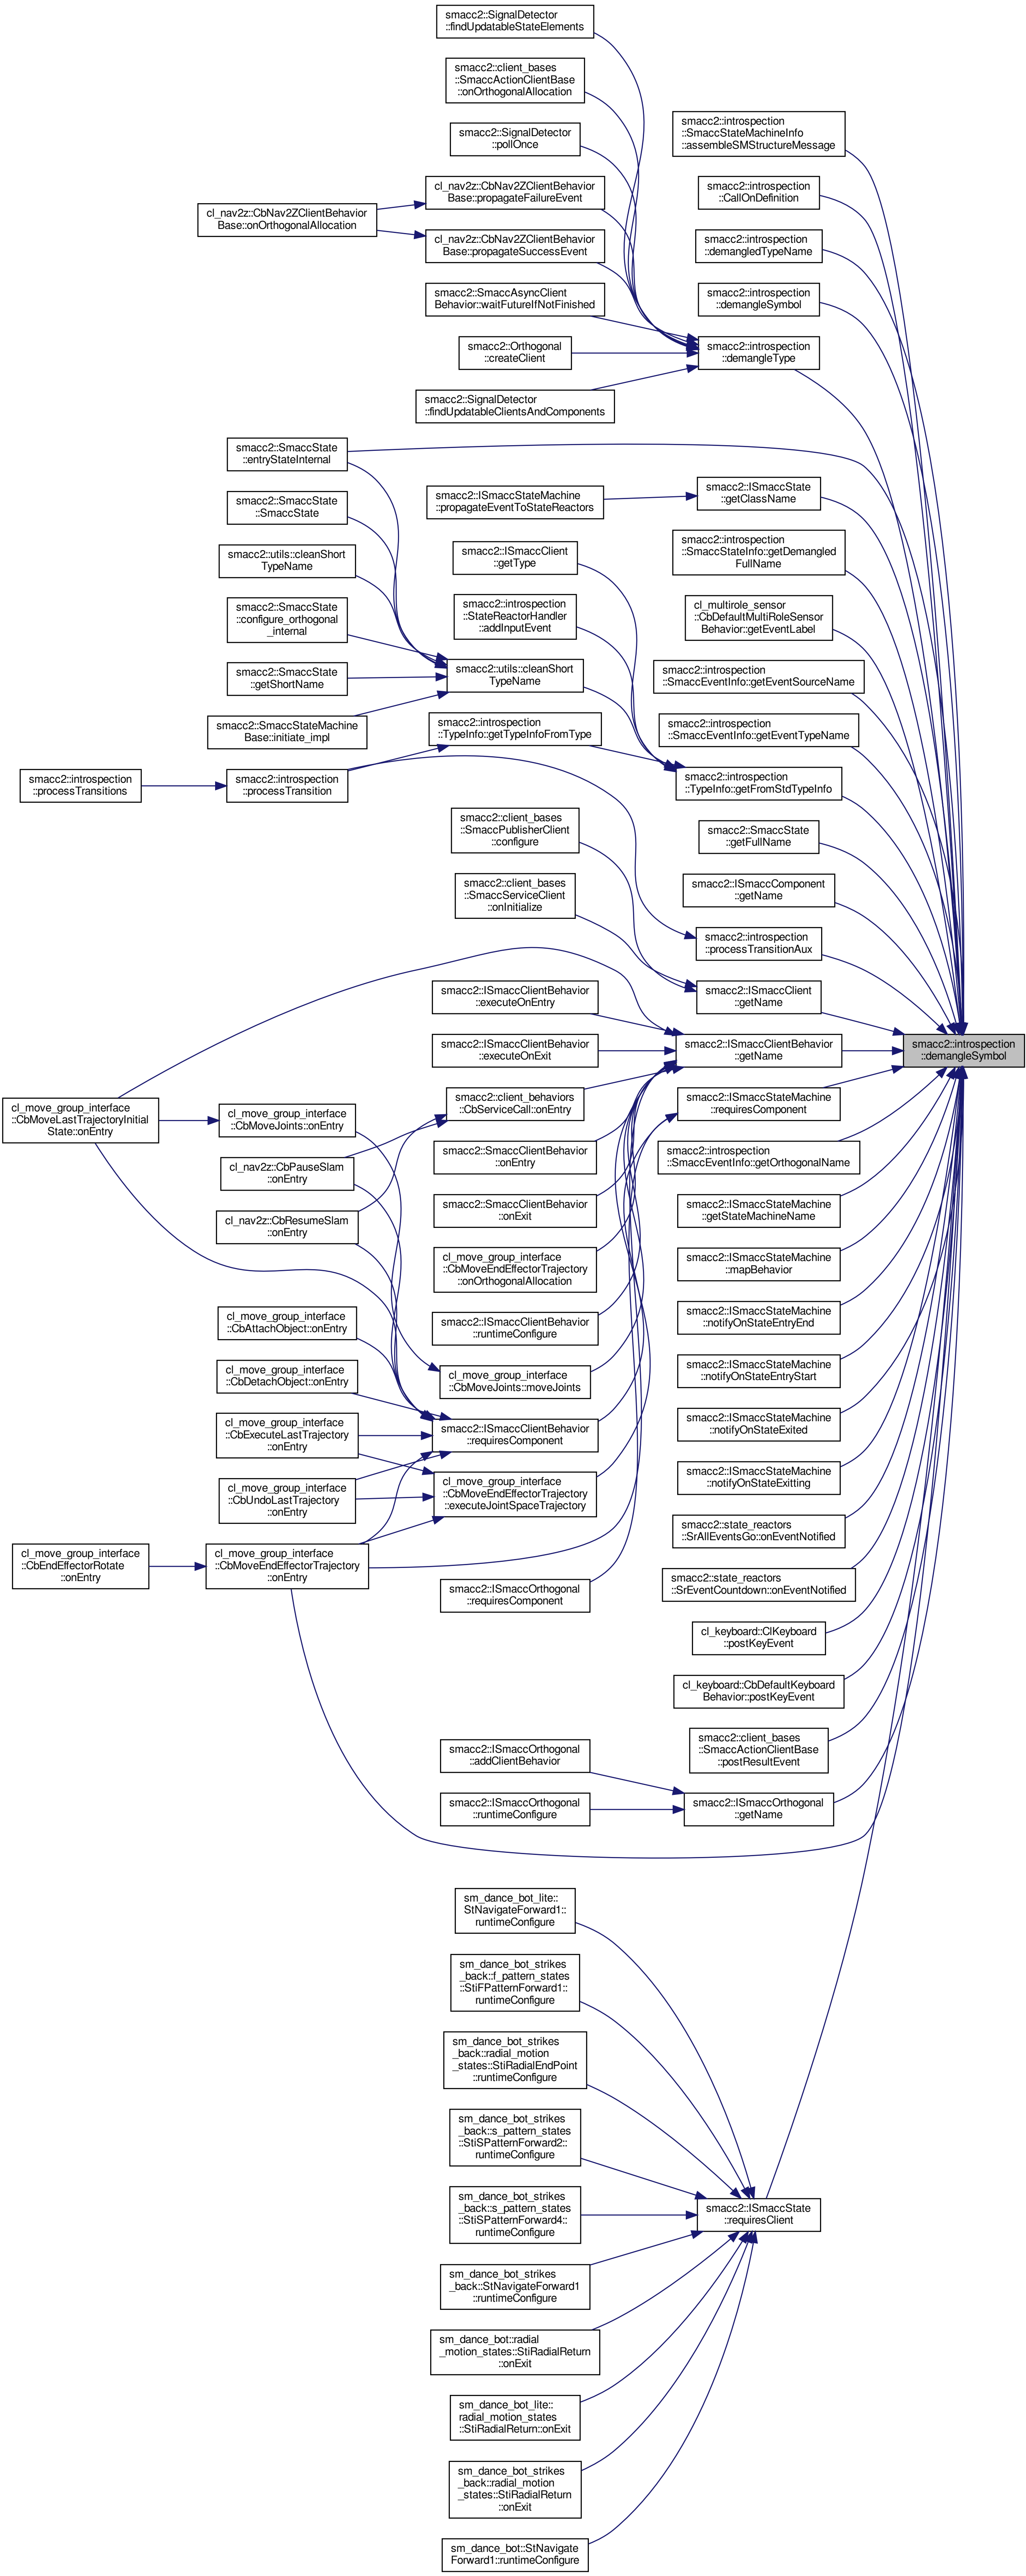 smacc2::SignalDetector
::findUpdatableStateElements
smacc2::client_bases
::SmaccActionClientBase
::onOrthogonalAllocation
smacc2::SignalDetector
::pollOnce
cl_nav2z::CbNav2ZClientBehavior
Base::propagateFailureEvent
cl_nav2z::CbNav2ZClientBehavior
Base::onOrthogonalAllocation
cl_nav2z::CbNav2ZClientBehavior
Base::propagateSuccessEvent
smacc2::SmaccAsyncClient
Behavior::waitFutureIfNotFinished
smacc2::Orthogonal
::createClient
smacc2::SignalDetector
::findUpdatableClientsAndComponents
smacc2::introspection
::SmaccStateMachineInfo
::assembleSMStructureMessage
smacc2::introspection
::CallOnDefinition
smacc2::introspection
::demangledTypeName
smacc2::introspection
::demangleSymbol
smacc2::introspection
::demangleType
smacc2::SmaccState
::entryStateInternal
smacc2::SmaccState
::SmaccState
smacc2::utils::cleanShort
TypeName
smacc2::SmaccState
::configure_orthogonal
_internal
smacc2::SmaccState
::getShortName
smacc2::SmaccStateMachine
Base::initiate_impl
smacc2::introspection
::processTransitions
smacc2::introspection
::processTransition
smacc2::ISmaccStateMachine
::propagateEventToStateReactors
smacc2::ISmaccClient
::getType
smacc2::introspection
::StateReactorHandler
::addInputEvent
smacc2::utils::cleanShort
TypeName
smacc2::introspection
::TypeInfo::getTypeInfoFromType
smacc2::client_bases
::SmaccPublisherClient
::configure
smacc2::client_bases
::SmaccServiceClient
::onInitialize
smacc2::ISmaccState
::getClassName
smacc2::introspection
::SmaccStateInfo::getDemangled
FullName
cl_multirole_sensor
::CbDefaultMultiRoleSensor
Behavior::getEventLabel
smacc2::introspection
::SmaccEventInfo::getEventSourceName
smacc2::introspection
::SmaccEventInfo::getEventTypeName
smacc2::introspection
::TypeInfo::getFromStdTypeInfo
smacc2::SmaccState
::getFullName
smacc2::ISmaccComponent
::getName
smacc2::introspection
::processTransitionAux
smacc2::ISmaccClient
::getName
smacc2::introspection
::demangleSymbol
smacc2::ISmaccClientBehavior
::getName
smacc2::ISmaccStateMachine
::requiresComponent
smacc2::introspection
::SmaccEventInfo::getOrthogonalName
smacc2::ISmaccStateMachine
::getStateMachineName
smacc2::ISmaccStateMachine
::mapBehavior
smacc2::ISmaccStateMachine
::notifyOnStateEntryEnd
smacc2::ISmaccStateMachine
::notifyOnStateEntryStart
smacc2::ISmaccStateMachine
::notifyOnStateExited
smacc2::ISmaccStateMachine
::notifyOnStateExitting
smacc2::state_reactors
::SrAllEventsGo::onEventNotified
smacc2::state_reactors
::SrEventCountdown::onEventNotified
cl_keyboard::ClKeyboard
::postKeyEvent
cl_keyboard::CbDefaultKeyboard
Behavior::postKeyEvent
smacc2::client_bases
::SmaccActionClientBase
::postResultEvent
smacc2::ISmaccOrthogonal
::getName
smacc2::ISmaccClientBehavior
::executeOnEntry
smacc2::ISmaccClientBehavior
::executeOnExit
smacc2::client_behaviors
::CbServiceCall::onEntry
smacc2::SmaccClientBehavior
::onEntry
smacc2::SmaccClientBehavior
::onExit
cl_move_group_interface
::CbMoveEndEffectorTrajectory
::onOrthogonalAllocation
smacc2::ISmaccClientBehavior
::runtimeConfigure
cl_move_group_interface
::CbMoveJoints::moveJoints
smacc2::ISmaccClientBehavior
::requiresComponent
cl_move_group_interface
::CbMoveEndEffectorTrajectory
::executeJointSpaceTrajectory
smacc2::ISmaccOrthogonal
::requiresComponent
cl_move_group_interface
::CbMoveLastTrajectoryInitial
State::onEntry
cl_move_group_interface
::CbMoveJoints::onEntry
cl_nav2z::CbPauseSlam
::onEntry
cl_nav2z::CbResumeSlam
::onEntry
cl_move_group_interface
::CbAttachObject::onEntry
cl_move_group_interface
::CbDetachObject::onEntry
cl_move_group_interface
::CbExecuteLastTrajectory
::onEntry
cl_move_group_interface
::CbUndoLastTrajectory
::onEntry
cl_move_group_interface
::CbEndEffectorRotate
::onEntry
cl_move_group_interface
::CbMoveEndEffectorTrajectory
::onEntry
smacc2::ISmaccOrthogonal
::addClientBehavior
smacc2::ISmaccOrthogonal
::runtimeConfigure
sm_dance_bot_lite::
StNavigateForward1::
runtimeConfigure
sm_dance_bot_strikes
_back::f_pattern_states
::StiFPatternForward1::
runtimeConfigure
sm_dance_bot_strikes
_back::radial_motion
_states::StiRadialEndPoint
::runtimeConfigure
sm_dance_bot_strikes
_back::s_pattern_states
::StiSPatternForward2::
runtimeConfigure
sm_dance_bot_strikes
_back::s_pattern_states
::StiSPatternForward4::
runtimeConfigure
smacc2::ISmaccState
::requiresClient
sm_dance_bot_strikes
_back::StNavigateForward1
::runtimeConfigure
sm_dance_bot::radial
_motion_states::StiRadialReturn
::onExit
sm_dance_bot_lite::
radial_motion_states
::StiRadialReturn::onExit
sm_dance_bot_strikes
_back::radial_motion
_states::StiRadialReturn
::onExit
sm_dance_bot::StNavigate
Forward1::runtimeConfigure